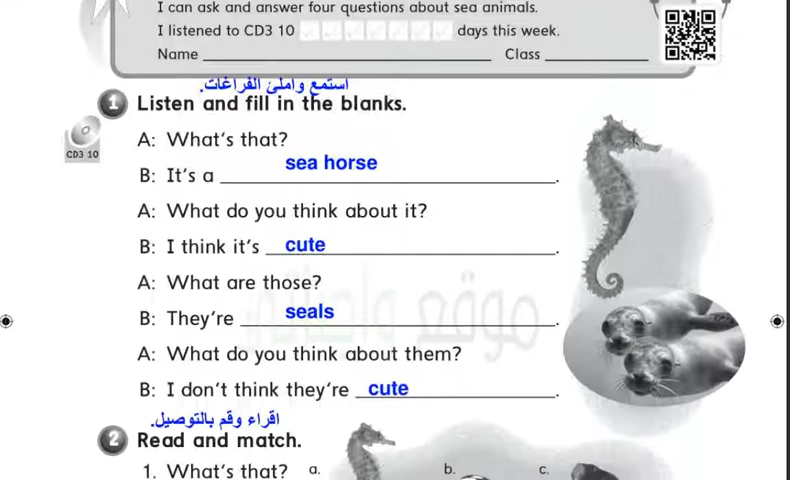 I can ask and answer four questions about sea animals.
I listened to CD3 10 days this week.
Name Class
استمع واملئ الفراغات.
1 Listen and fill in the blanks.
CD3 10
A: What's that?
B: It's a sea horse.
A: What do you think about it?
B: I think it's cute.
A: What are those?
B: They're seals.
A: What do you think about them?
B: I don't think they're cute.
موقع واجباتي
اقراء وقم بالتوصيل.
2 Read and match.
1. What's that? a. b. c.